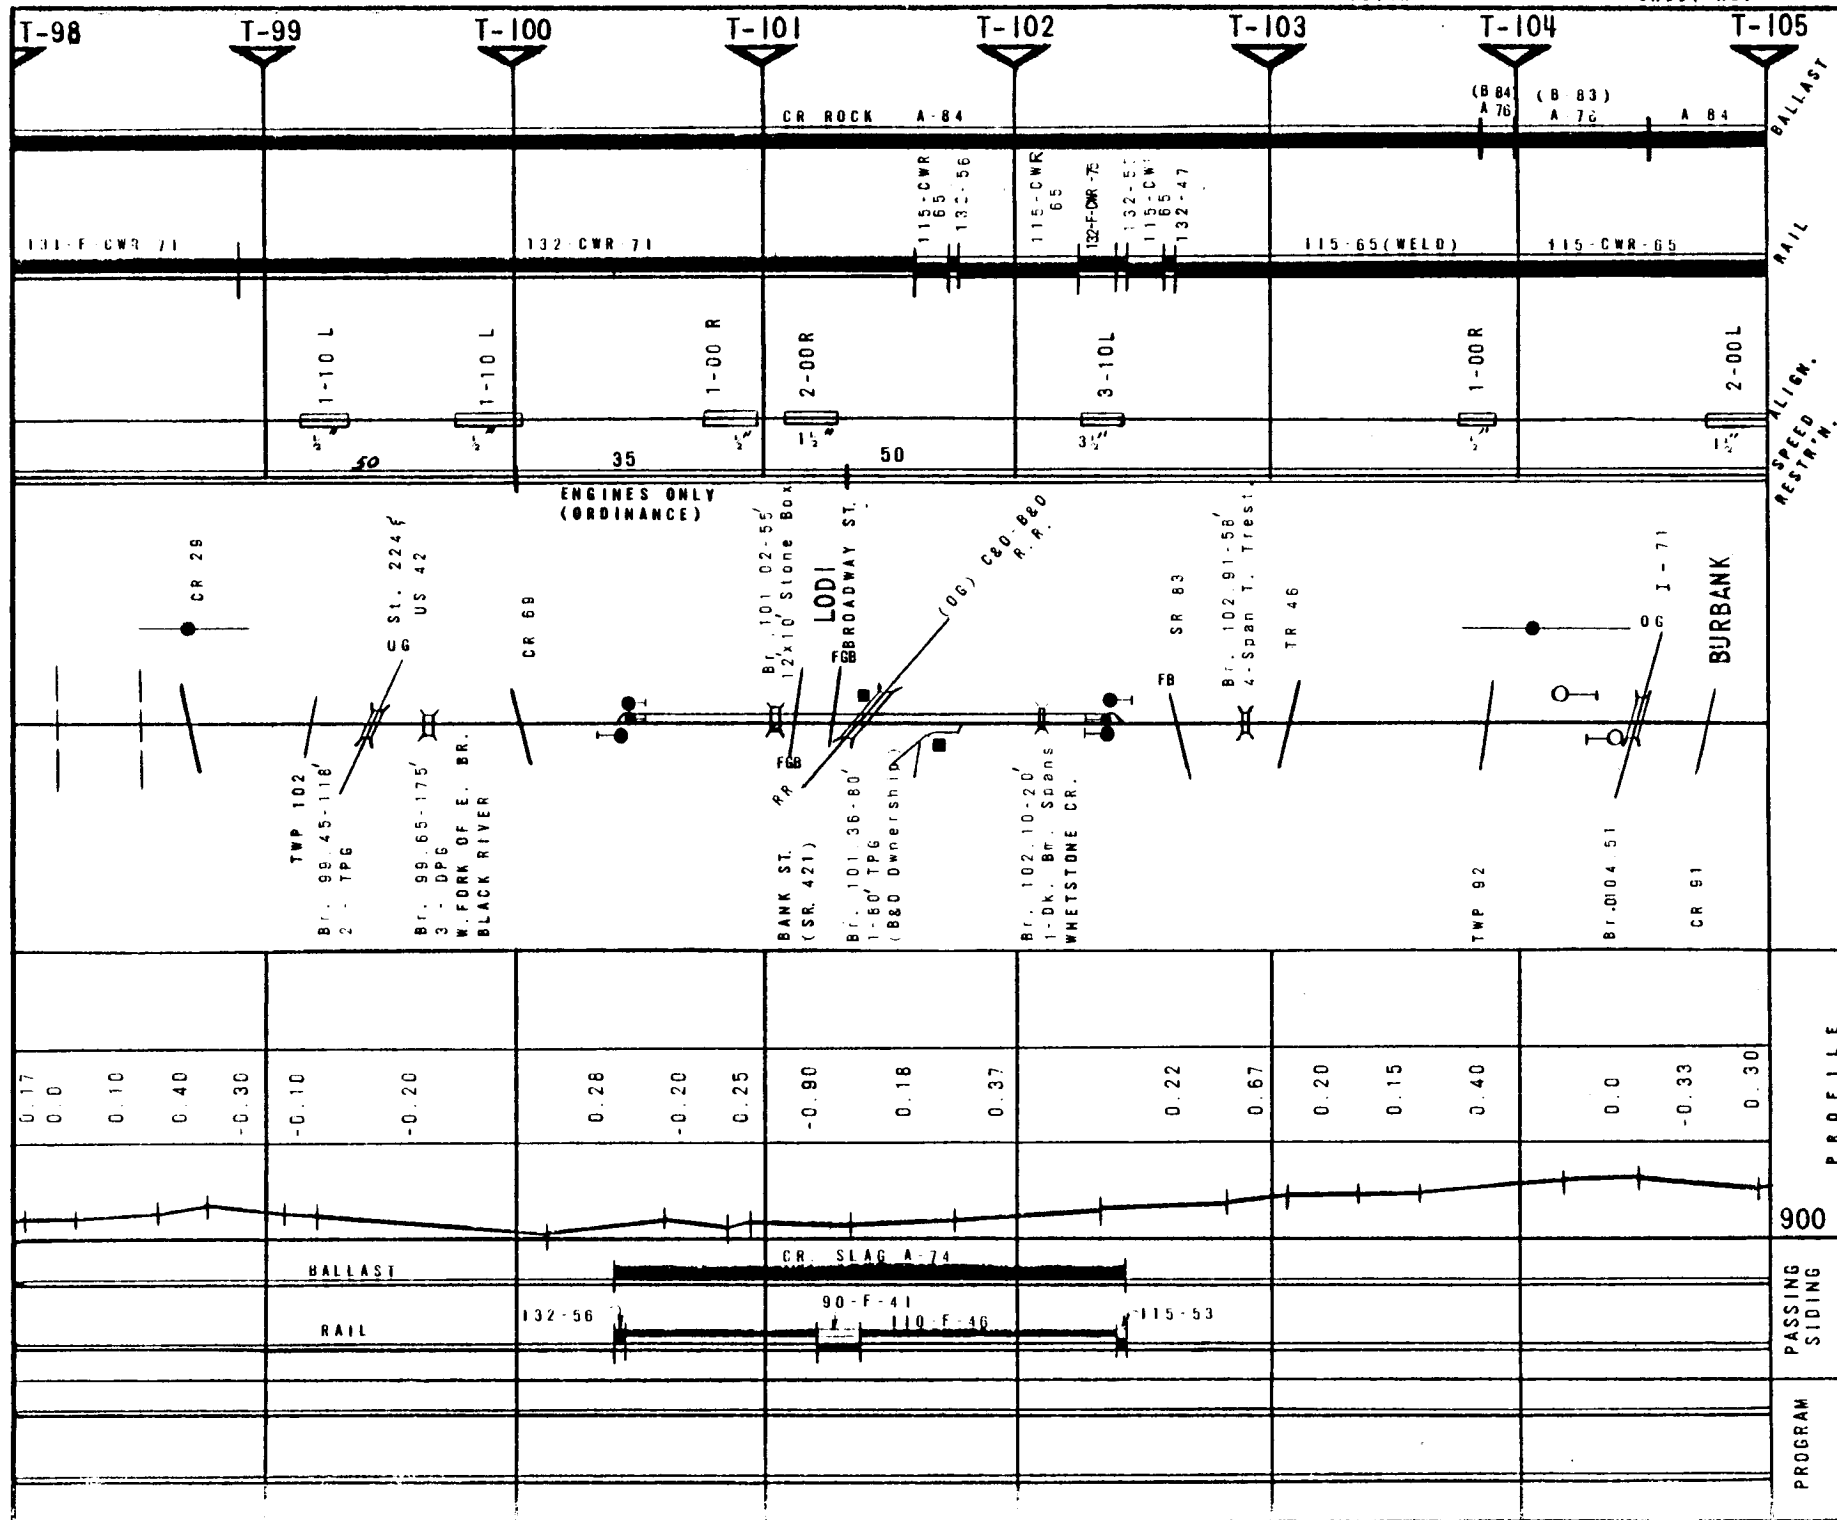 T-98 T-99 T-100 T-101 T-102 T-103 T-104 T-105
BALLAST
CR ROCK A-84
(B 84)
A 76
(B 83)
A 84
RAIL
131-F-CWR 71
132-CWR-71
115-CWR
65
132-56
115-CWR
65
132-F-CWR-75
115-CW
65
132-47
115-65(WELD)
115-CWR-65
ALIGN.
1-10 L
1-10 L
1-00 R
2-00R
3-10L
1-00R
2-00L
SPEED
RESTR'N.
50
35
50
ENGINES ONLY
(ORDINANCE)
CR 29
St. 224 &
US 42
UG
CR 69
Br. 101.02-55'
12'x10' Stone Box
LODI
BROADWAY ST.
FGB
(OG) C&O-B&O
R.R.
FB
SR 83
Br. 102.91-58'
4-Span T. Trest.
TR 46
I-71
OG
BURBANK
TWP 102
Br. 99.45-118'
2 - TPG
Br. 99.65-175'
3 - DPG
W.FORK OF E. BR.
BLACK RIVER
FGB
RR
BANK ST.
(SR 421)
Br. 101.36-80'
1-80' TPG
(B&O Ownership)
Br. 102.10-20'
1-Dk. Bm. Spans
WHETSTONE CR.
TWP 92
Br.0104.51
CR 91
PROFILE
0.17 0.0 0.10 0.40 -0.30 -0.10 -0.20 0.28 -0.20 0.25 -0.90 0.18 0.37 0.22 0.67 0.20 0.15 0.40 0.0 -0.33 0.30
900
PASSING
SIDING
BALLAST
CR. SLAG A-74
RAIL
132-56
90-F-41
110-F-46
115-53
PROGRAM